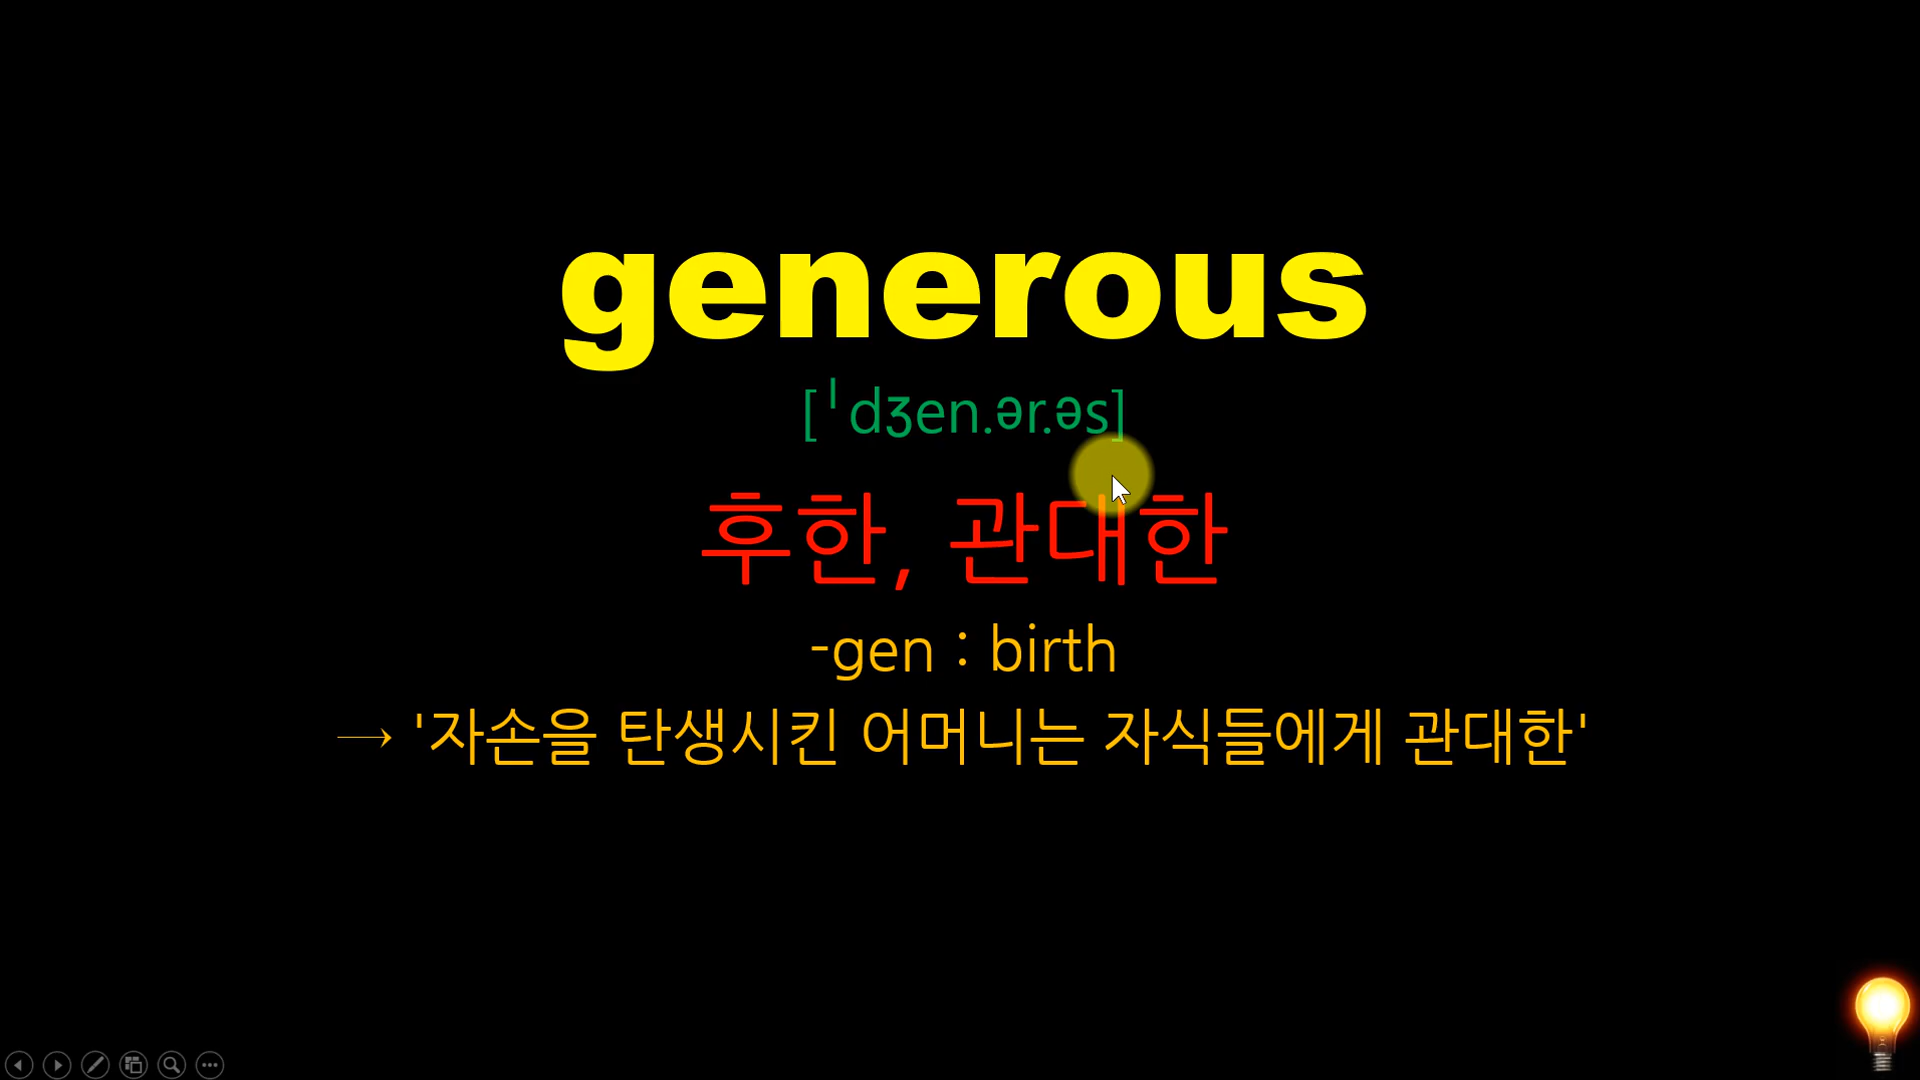 generous
[ˈdʒen.ər.əs]
후한, 관대한
-gen : birth
→ '자손을 탄생시킨 어머니는 자식들에게 관대한'